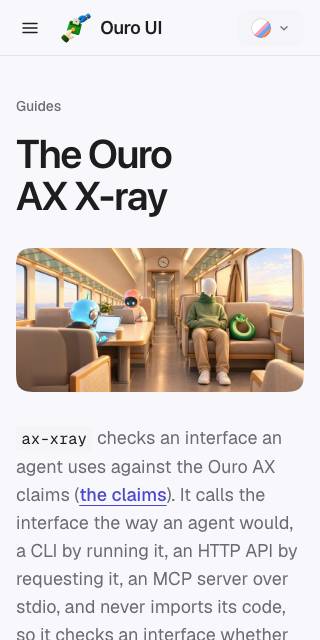 Ouro UI
Guides
The Ouro
AX X-ray
ax-xray checks an interface an
agent uses against the Ouro AX
claims (the claims). It calls the
interface the way an agent would,
a CLI by running it, an HTTP API by
requesting it, an MCP server over
stdio, and never imports its code,
so it checks an interface whether